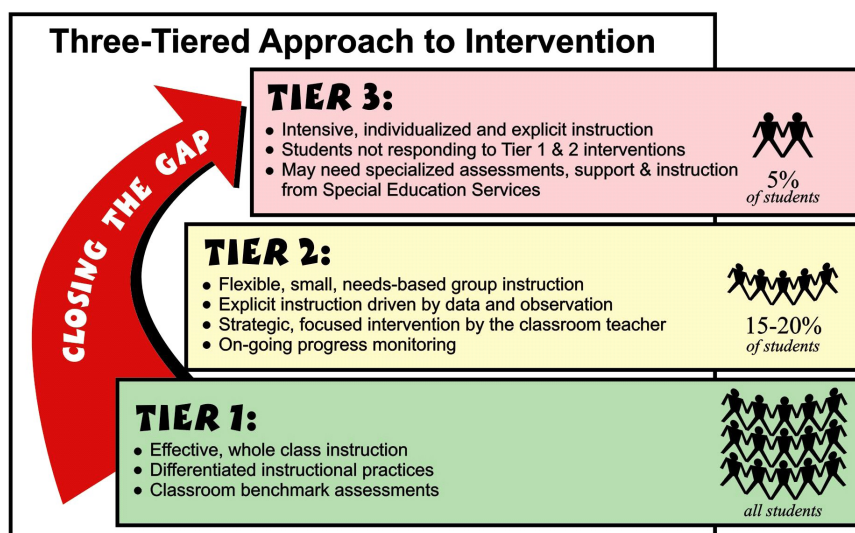 Three-Tiered Approach to Intervention
CLOSING THE GAP
TIER 3:
● Intensive, individualized and explicit instruction
● Students not responding to Tier 1 & 2 interventions
● May need specialized assessments, support & instruction
from Special Education Services
5%
of students
TIER 2:
● Flexible, small, needs-based group instruction
● Explicit instruction driven by data and observation
● Strategic, focused intervention by the classroom teacher
● On-going progress monitoring
15-20%
of students
TIER 1:
● Effective, whole class instruction
● Differentiated instructional practices
● Classroom benchmark assessments
all students